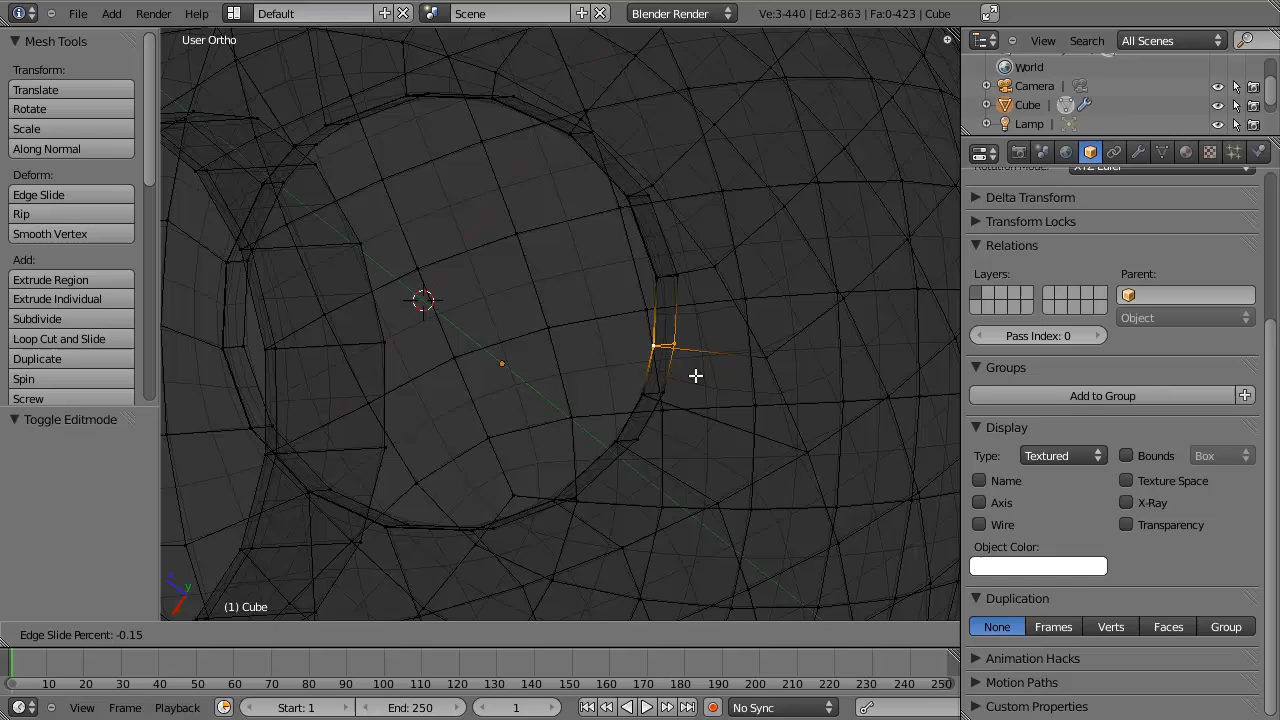 File Add Render Help Default Scene Blender Render Ve:3-440 | Ed:2-863 | Fa:0-423 | Cube
Mesh Tools
Transform:
Translate
Rotate
Scale
Along Normal
Deform:
Edge Slide
Rip
Smooth Vertex
Add:
Extrude Region
Extrude Individual
Subdivide
Loop Cut and Slide
Duplicate
Spin
Screw
Toggle Editmode
User Ortho
z
y
(1) Cube
Edge Slide Percent: -0.15
View Search All Scenes
World
Camera |
Cube |
Lamp |
XYZ Euler
Delta Transform
Transform Locks
Relations
Layers: Parent:
Object
Pass Index: 0
Groups
Add to Group
Display
Type: Textured Bounds Box
Name Texture Space
Axis X-Ray
Wire Transparency
Object Color:
Duplication
None Frames Verts Faces Group
Animation Hacks
Motion Paths
Custom Properties
10 20 30 40 50 60 70 80 90 100 110 120 130 140 150 160 170 180 190 200 210 220 230 240 250
View Frame Playback Start: 1 End: 250 1 No Sync